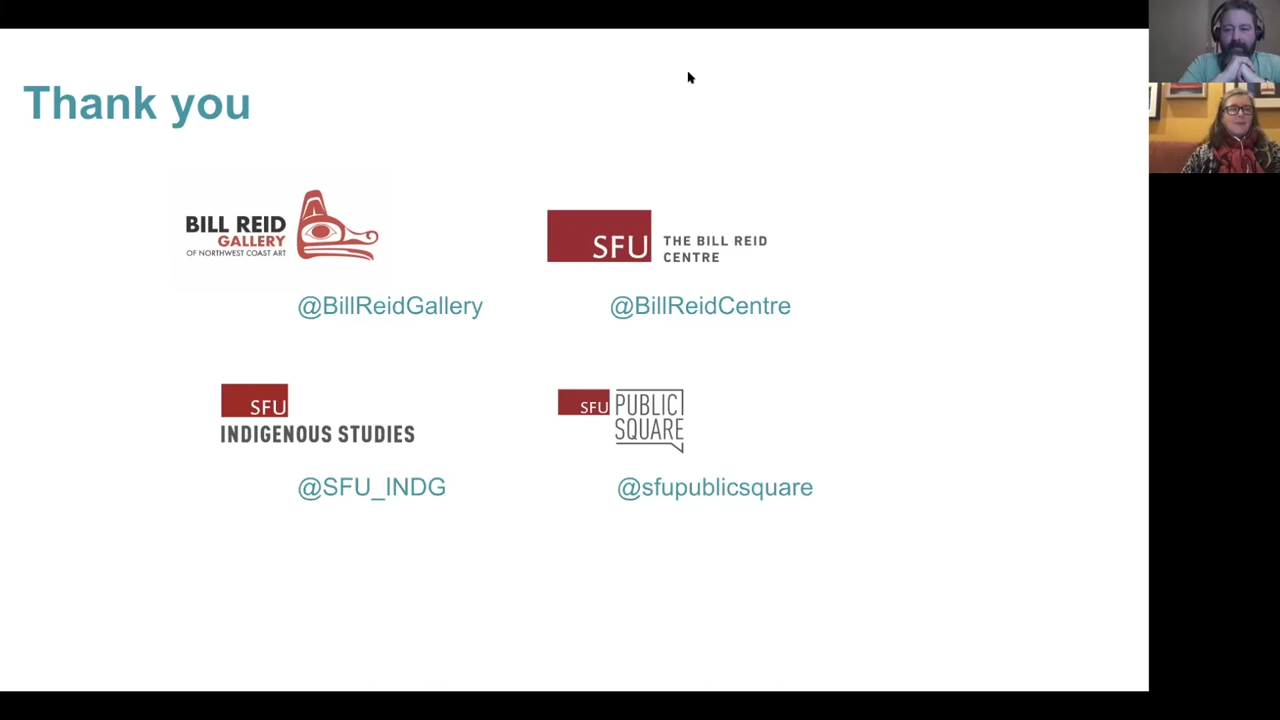 Thank you
BILL REID
GALLERY
OF NORTHWEST COAST ART
SFU
THE BILL REID
CENTRE
@BillReidGallery
@BillReidCentre
SFU
INDIGENOUS STUDIES
SFU
PUBLIC
SQUARE
@SFU_INDG
@sfupublicsquare